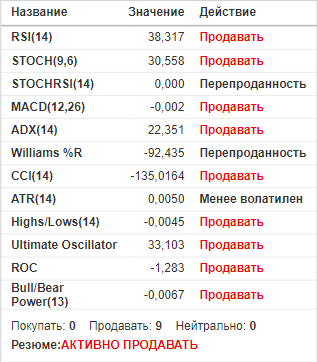 Название Значение Действие
RSI(14) 38,317 Продавать
STOCH(9,6) 30,558 Продавать
STOCHRSI(14) 0,000 Перепроданность
MACD(12,26) -0,002 Продавать
ADX(14) 22,351 Продавать
Williams %R -92,435 Перепроданность
CCI(14) -135,0164 Продавать
ATR(14) 0,0050 Менее волатилен
Highs/Lows(14) -0,0045 Продавать
Ultimate Oscillator 33,103 Продавать
ROC -1,283 Продавать
Bull/Bear
Power(13) -0,0067 Продавать
Покупать: 0 Продавать: 9 Нейтрально: 0
Резюме:АКТИВНО ПРОДАВАТЬ